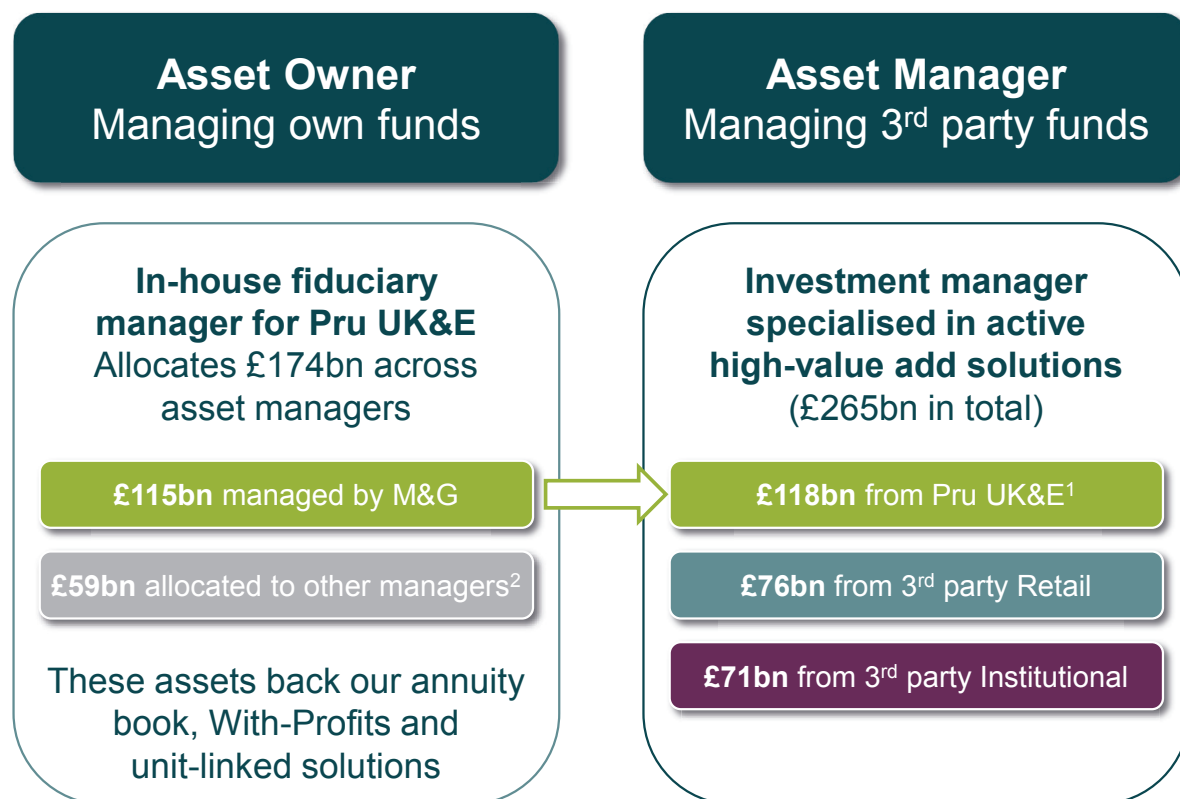 Asset Owner
Managing own funds
In-house fiduciary
manager for Pru UK&E
Allocates £174bn across
asset managers
£115bn managed by M&G
£59bn allocated to other managers²
These assets back our annuity
book, With-Profits and
unit-linked solutions
Asset Manager
Managing 3rd party funds
Investment manager
specialised in active
high-value add solutions
(£265bn in total)
£118bn from Pru UK&E¹
£76bn from 3rd party Retail
£71bn from 3rd party Institutional